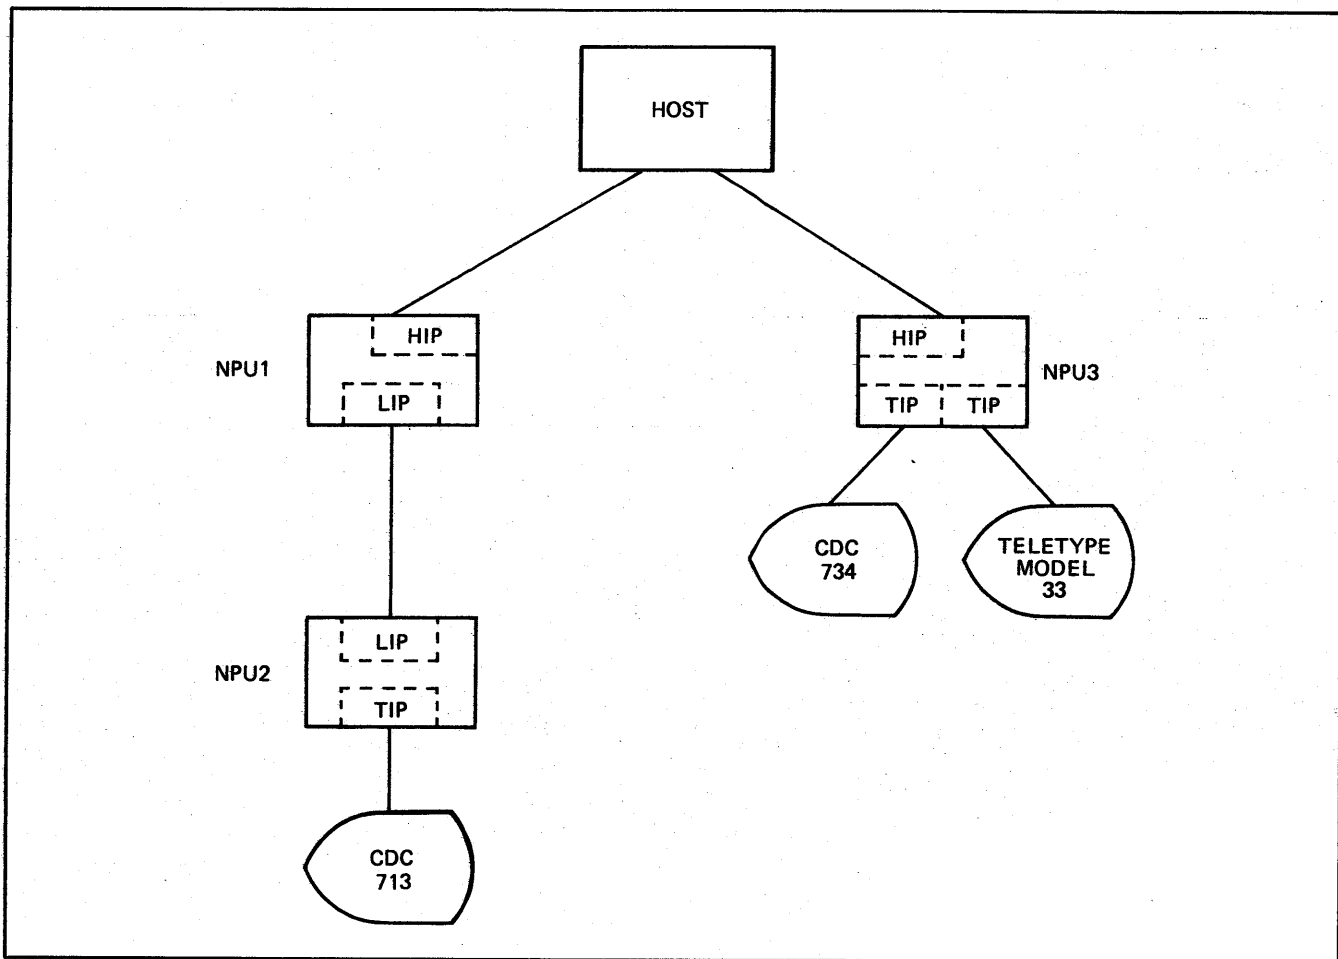 HOST
HIP
NPU1
LIP
HIP
NPU3
TIP
TIP
CDC
734
TELETYPE
MODEL
33
LIP
NPU2
TIP
CDC
713